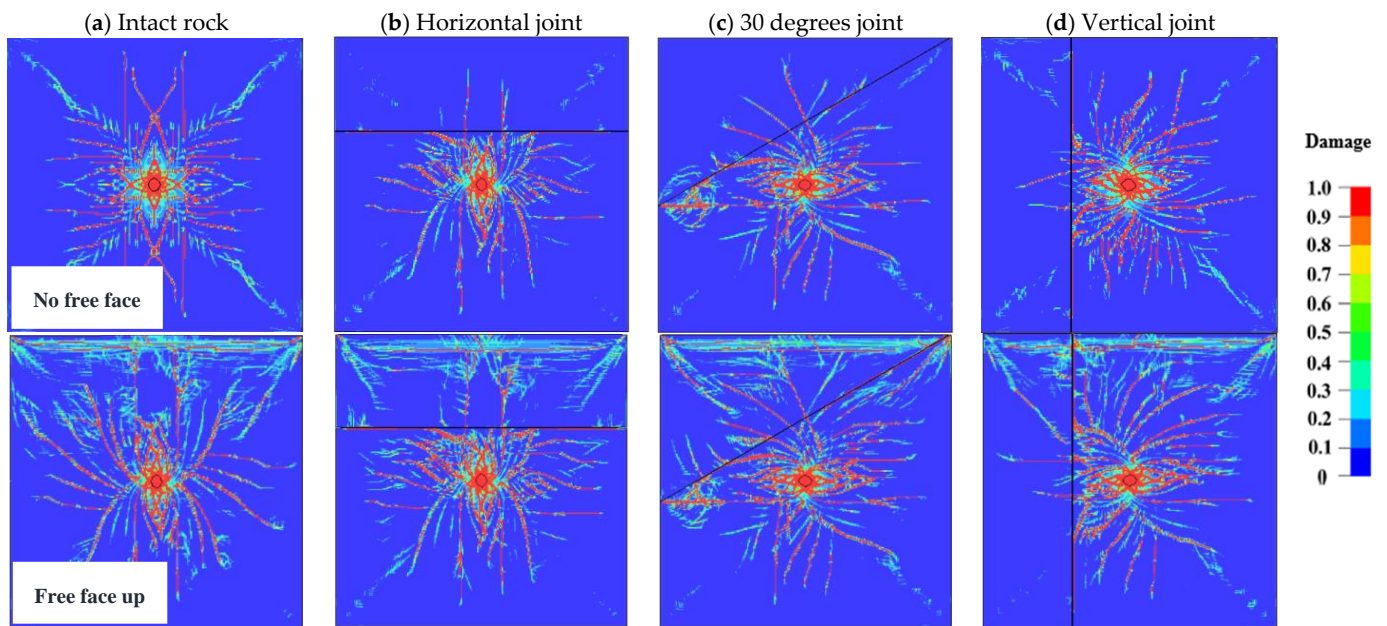 (a) Intact rock
(b) Horizontal joint
(c) 30 degrees joint
(d) Vertical joint
No free face
Free face up
Damage
1.0
0.9
0.8
0.7
0.6
0.5
0.4
0.3
0.2
0.1
0